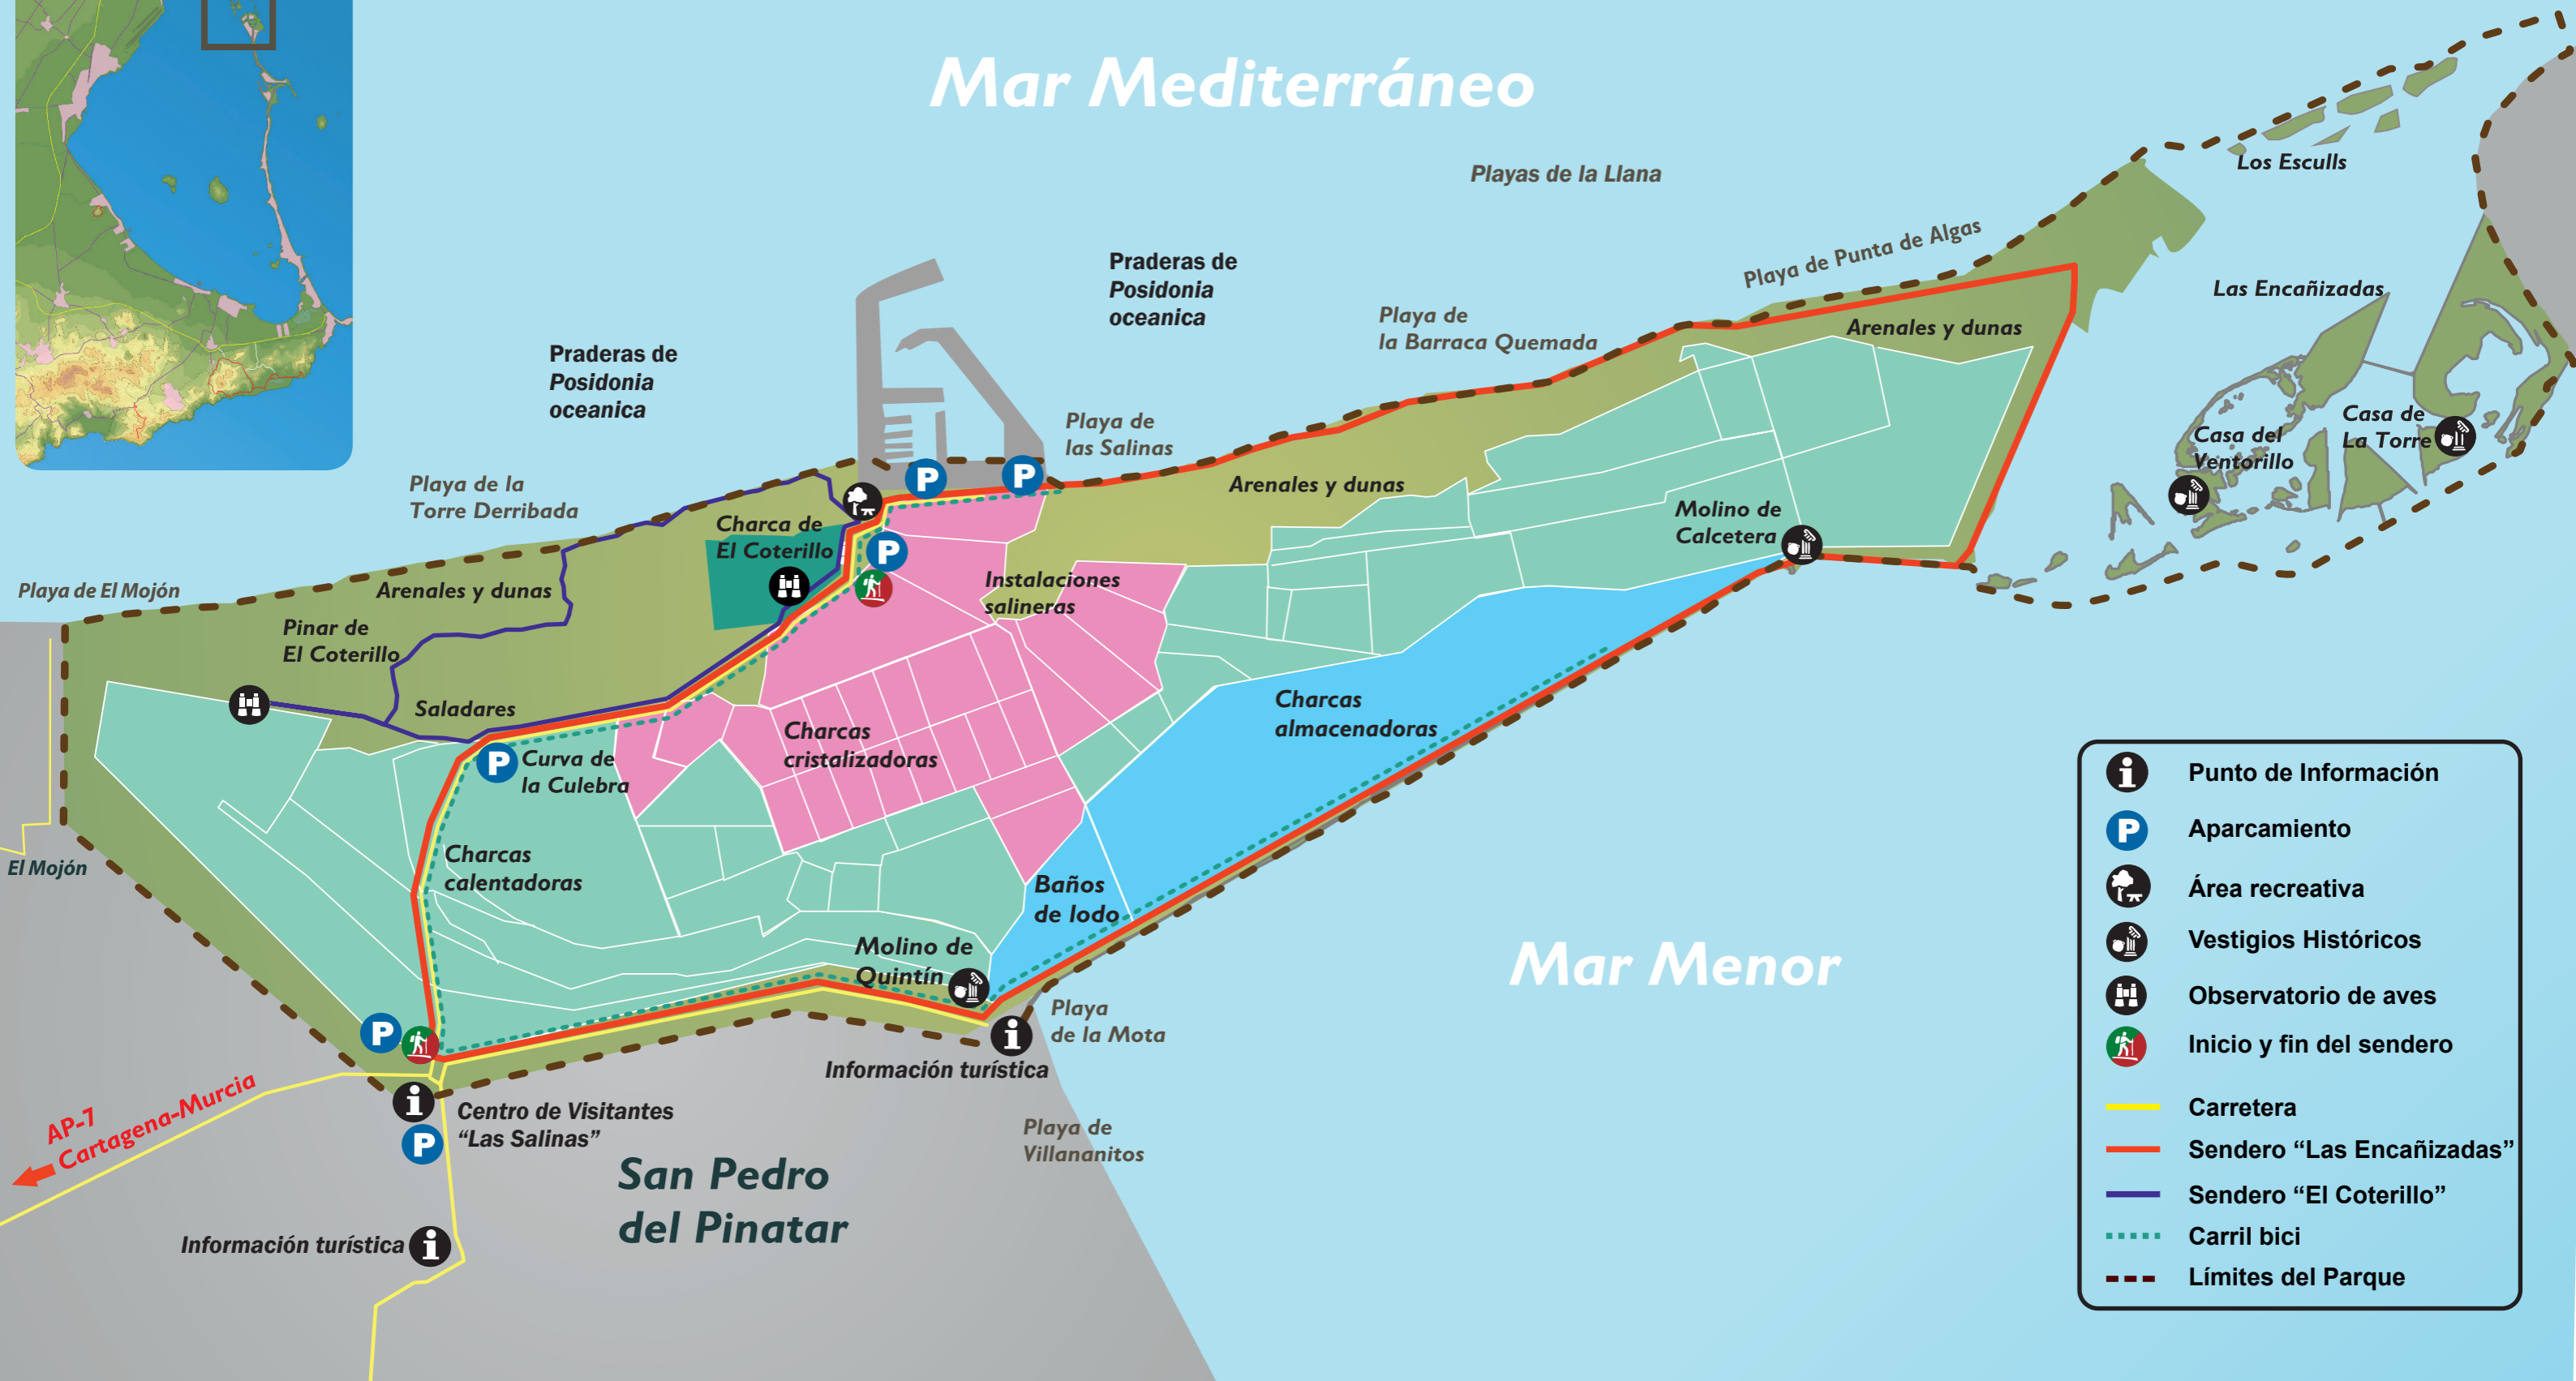 Mar Mediterráneo
Playas de la Llana
Los Esculls
Playa de Punta de Algas
Las Encañizadas
Praderas de
Posidonia
oceanica
Playa de
la Barraca Quemada
Arenales y dunas
Praderas de
Posidonia
oceanica
Playa de
las Salinas
Casa de
La Torre
Casa del
Ventorillo
Playa de la
Torre Derribada
P
P
Arenales y dunas
Charca de
El Coterillo
P
Molino de
Calcetera
Playa de El Mojón
Arenales y dunas
Instalaciones
salineras
Pinar de
El Coterillo
Saladares
Charcas
cristalizadoras
Charcas
almacenadoras
P
Curva de
la Culebra
El Mojón
Charcas
calentadoras
Baños
de lodo
Molino de
Quintín
Mar Menor
Playa
de la Mota
P
i
Información turística
AP-7
Cartagena-Murcia
i
Centro de Visitantes
“Las Salinas”
P
Playa de
Villananitos
San Pedro
del Pinatar
Información turística
i
i Punto de Información
P Aparcamiento
Área recreativa
Vestigios Históricos
Observatorio de aves
Inicio y fin del sendero
Carretera
Sendero “Las Encañizadas”
Sendero “El Coterillo”
Carril bici
Límites del Parque